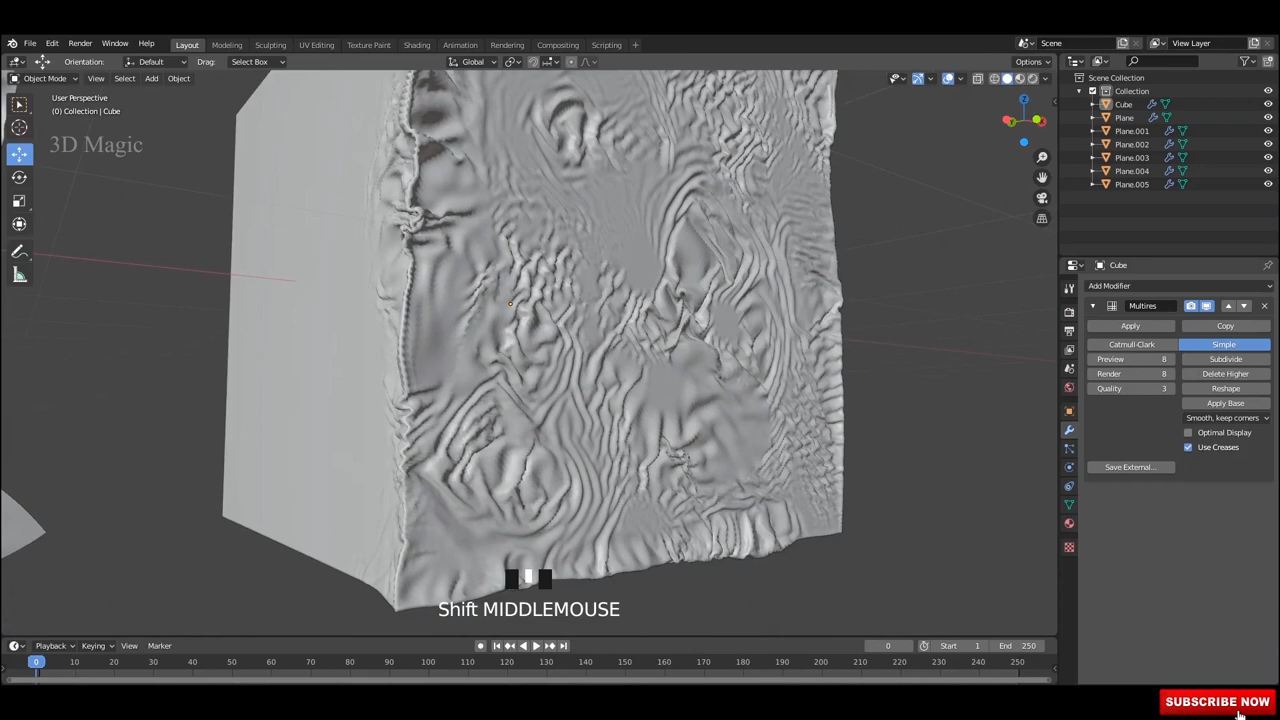 File Edit Render Window Help Layout Modeling Sculpting UV Editing Texture Paint Shading Animation Rendering Compositing Scripting + Scene View Layer
Orientation: Default Drag: Select Box Global Options
Object Mode View Select Add Object
Scene Collection
Collection
Cube
Plane
Plane.001
Plane.002
Plane.003
Plane.004
Plane.005
User Perspective
(0) Collection | Cube
3D Magic
Z
Cube
Add Modifier
Multires
Apply Copy
Catmull-Clark Simple
Preview 8 Subdivide
Render 8 Delete Higher
Quality 3 Reshape
Apply Base
Smooth, keep corners
Optimal Display
Use Creases
Save External...
Shift MIDDLEMOUSE
Playback Keying View Marker 0 Start 1 End 250
0 10 20 30 40 50 60 70 80 90 100 110 120 130 140 150 160 170 180 190 200 210 220 230 240 250
SUBSCRIBE NOW